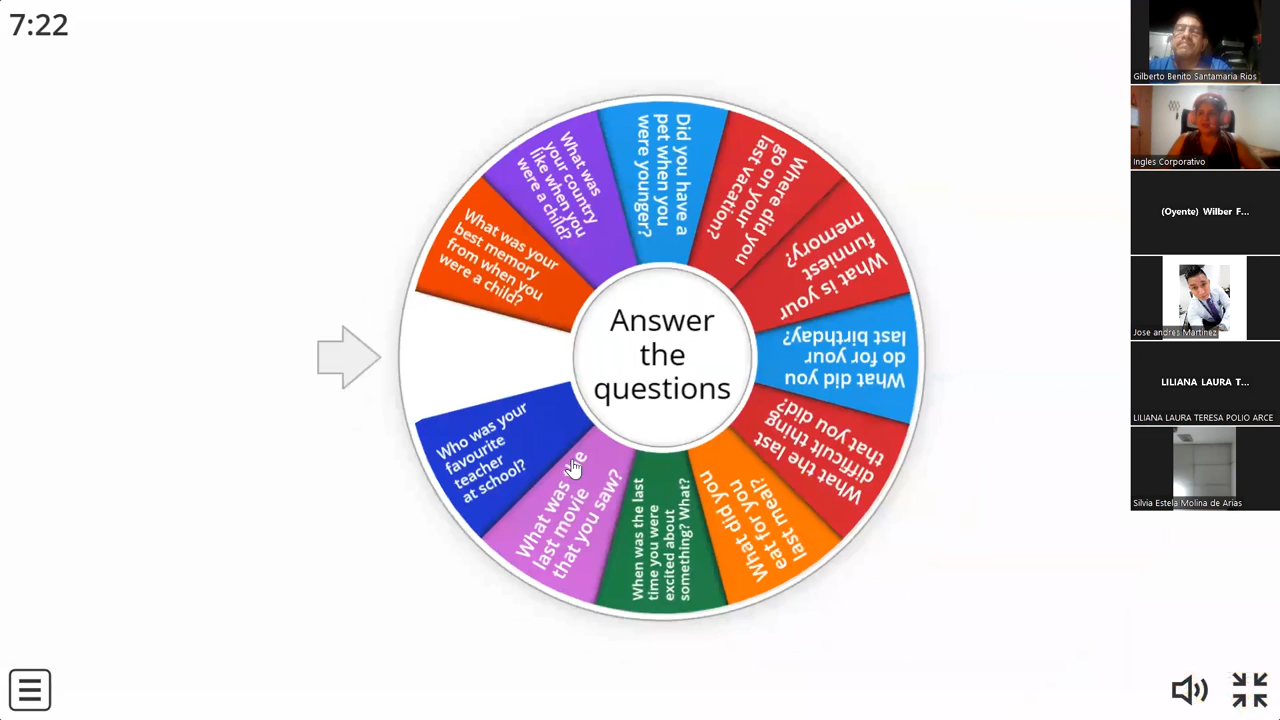 7:22
Did you have a
pet when you
were younger?
Where did you
go on your
last vacation?
What is your
funniest
memory?
What did you
do for your
last birthday?
What the last
difficult thing
that you did?
What did you
eat for you
last meal?
When was the last
time you were
excited about
something? What?
What was the
last movie
that you saw?
Who was your
favourite
teacher
at school?
What was your
best memory
from when you
were a child?
What was
your country
like when you
were a child?
Answer
the
questions
Gilberto Benito Santamaria Rios
Ingles Corporativo
(Oyente) Wilber F...
Jose andres Martinez
LILIANA LAURA T...
LILIANA LAURA TERESA POLIO ARCE
Silvia Estela Molina de Arias